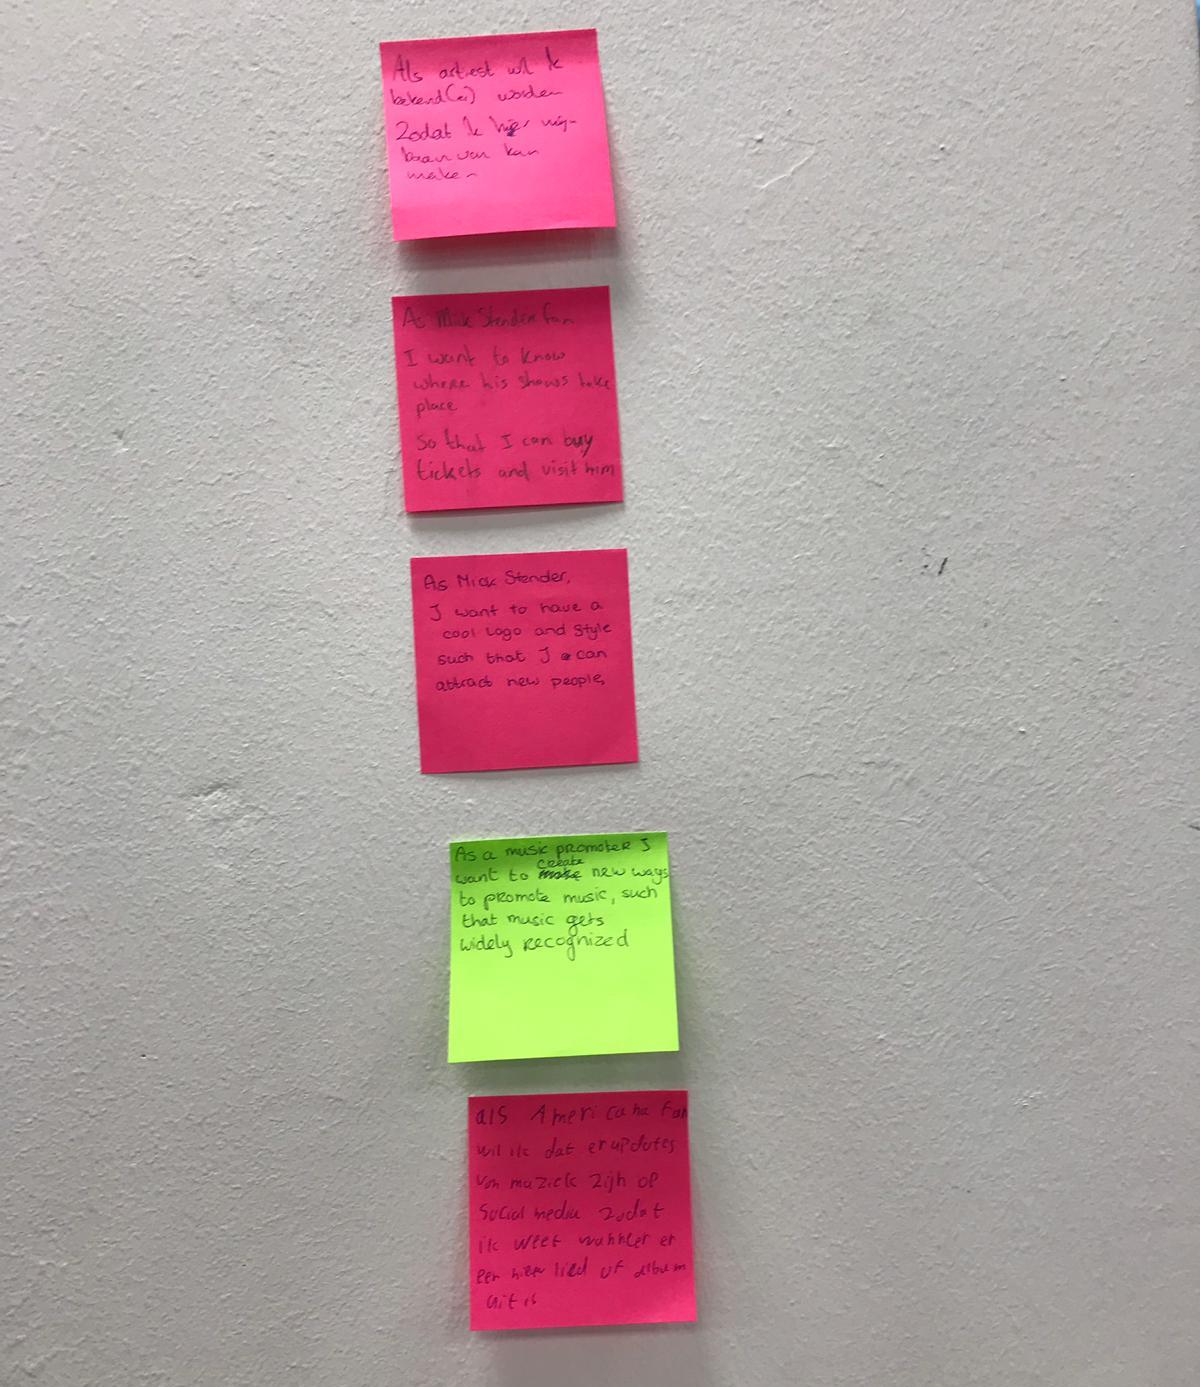 Als artiest wil ik
bekend(er) worden
Zodat ik hier mijn
baan van kan
maken
As Mick Stender fan
I want to know
where his shows take
place
So that I can buy
tickets and visit him
As Mick Stender,
I want to have a
cool logo and style
such that I can
attract new people,
As a music promoter I
create
want to make new ways
to promote music, such
that music gets
widely recognized
als Americana fan
wil ik dat er updates
van muziek zijn op
Social media zodat
ik weet wanneer er
een nieuw lied of album
uit is